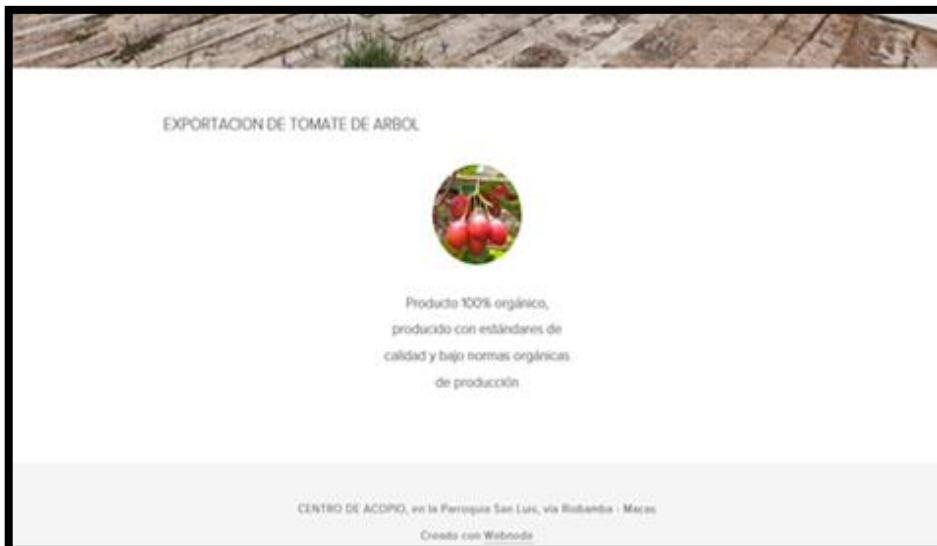 EXPORTACION DE TOMATE DE ARBOL
Producto 100% orgánico,
producido con estándares de
calidad y bajo normas orgánicas
de producción
CENTRO DE ACOPIO, en la Parroquia San Luis, vía Riobamba - Macas
Creado con Webnode